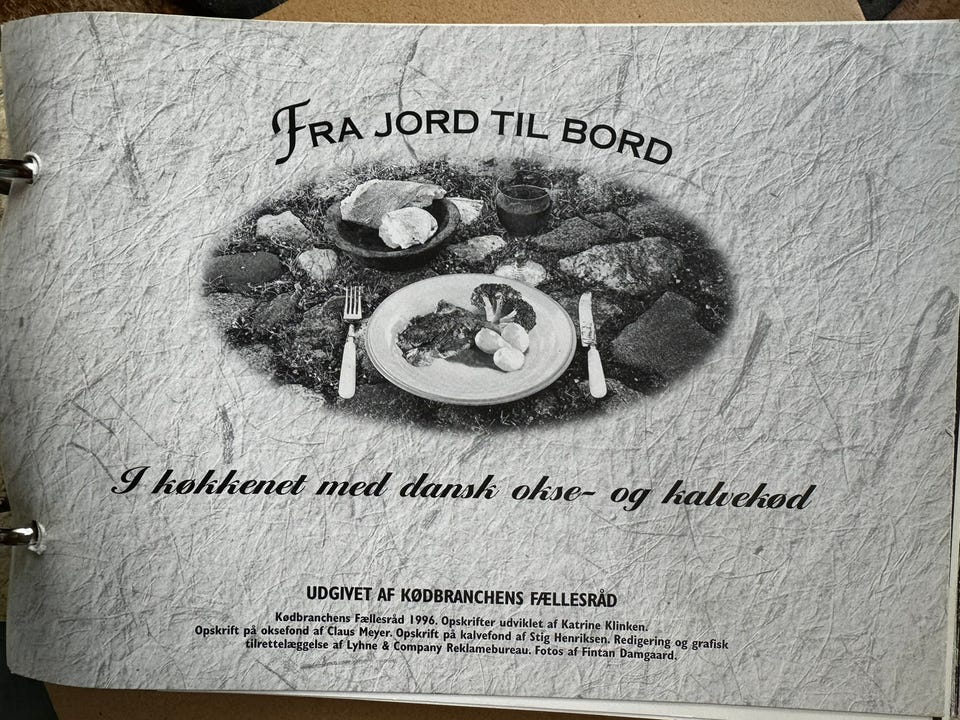 FRA JORD TIL BORD
I køkkenet med dansk okse- og kalvekød
UDGIVET AF KØDBRANCHENS FÆLLESRÅD
Kødbranchens Fællesråd 1996. Opskrifter udviklet af Katrine Klinken.
Opskrift på oksefond af Claus Meyer. Opskrift på kalvefond af Stig Henriksen. Redigering og grafisk
tilrettelæggelse af Lyhne & Company Reklamebureau. Fotos af Fintan Damgaard.